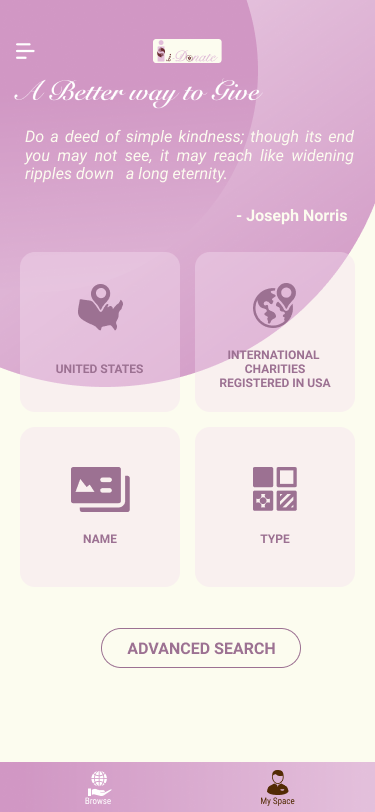 i Donate
A Better way to Give
Do a deed of simple kindness; though its end
you may not see, it may reach like widening
ripples down a long eternity.
- Joseph Norris
UNITED STATES
INTERNATIONAL
CHARITIES
REGISTERED IN USA
NAME
TYPE
ADVANCED SEARCH
Browse
My Space